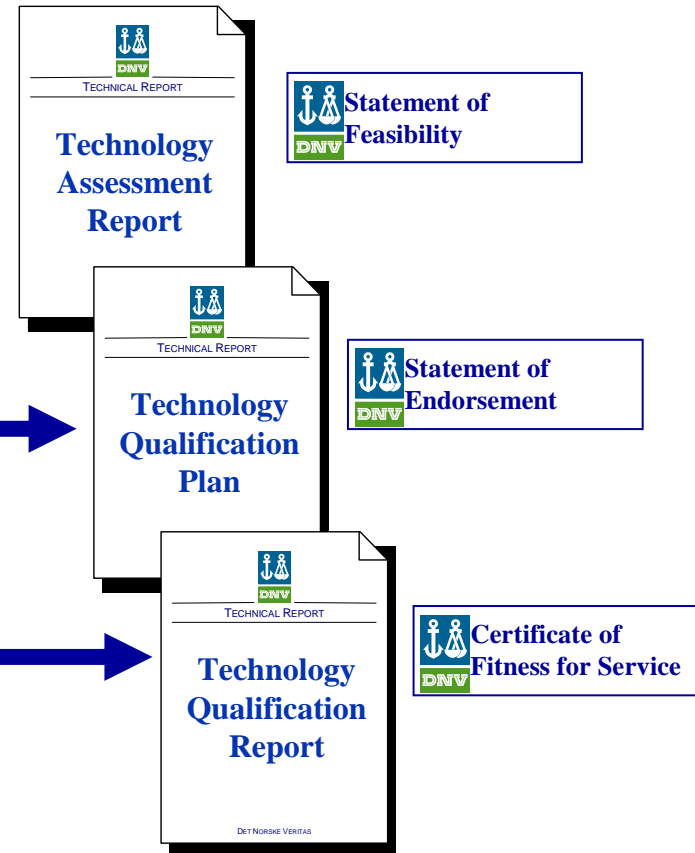 DNV
TECHNICAL REPORT
Technology
Assessment
Report
DNV
Statement of
Feasibility
DNV
TECHNICAL REPORT
Technology
Qualification
Plan
DNV
Statement of
Endorsement
DNV
TECHNICAL REPORT
Technology
Qualification
Report
DET NORSKE VERITAS
DNV
Certificate of
Fitness for Service